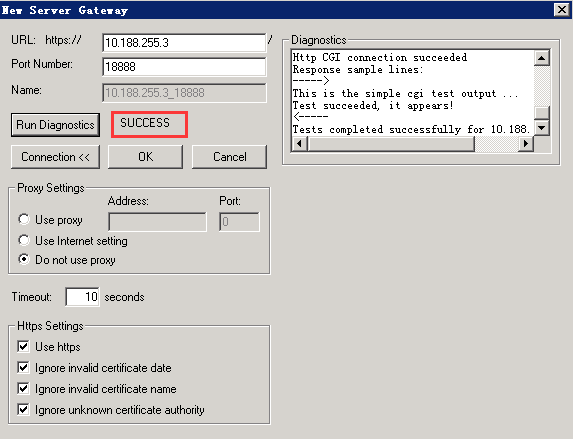 New Server Gateway
URL: https:// 10.188.255.3 /
Port Number: 18888
Name: 10.188.255.3_18888
Run Diagnostics SUCCESS
Connection << OK Cancel
Diagnostics
Http CGI connection succeeded
Response sample lines:
----->
This is the simple cgi test output ...
Test succeeded, it appears!
<-----
Tests completed successfully for 10.188.
Proxy Settings
Address: Port:
Use proxy 0
Use Internet setting
Do not use proxy
Timeout: 10 seconds
Https Settings
Use https
Ignore invalid certificate date
Ignore invalid certificate name
Ignore unknown certificate authority